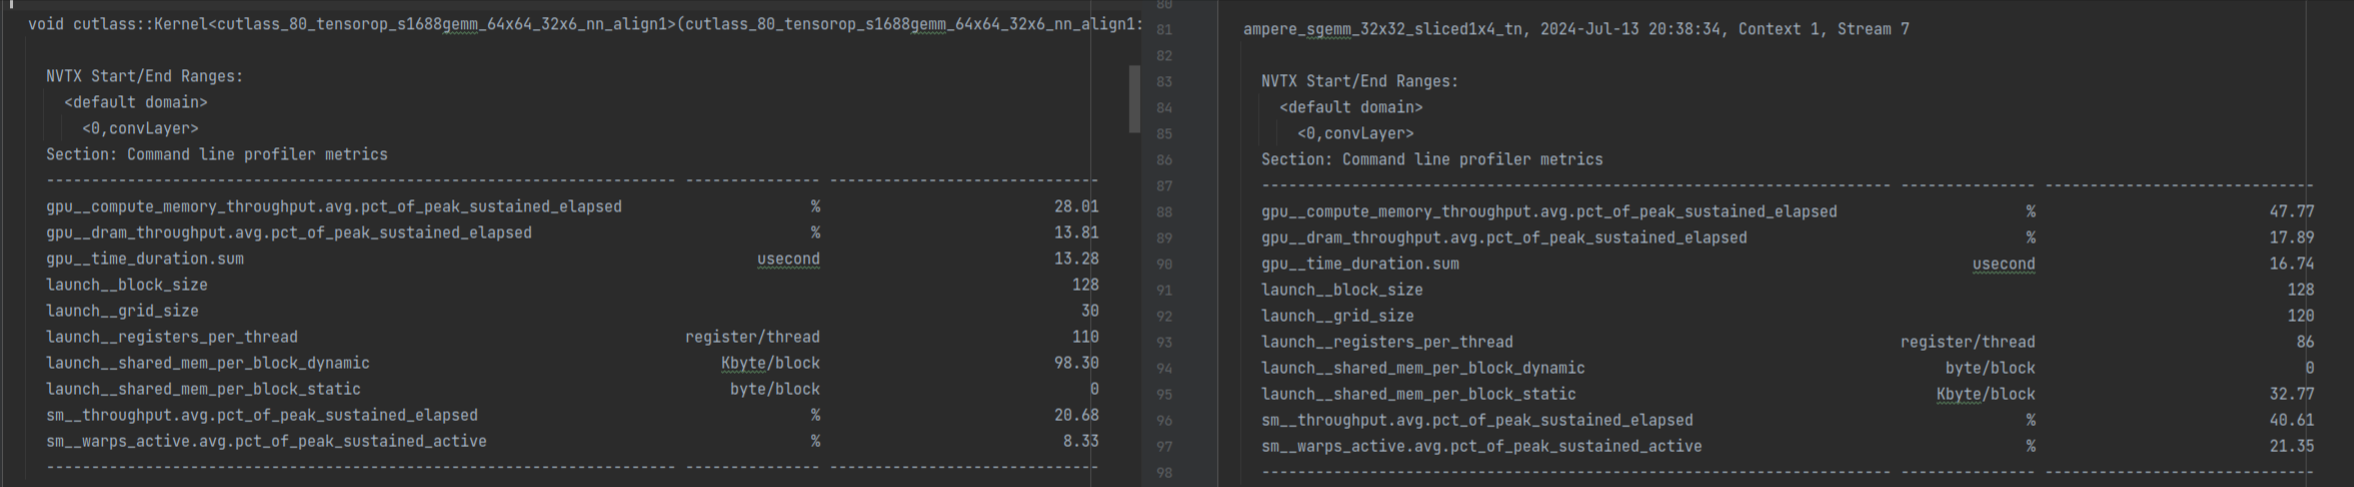 void cutlass::Kernel<cutlass_80_tensorop_s1688gemm_64x64_32x6_nn_align1>(cutlass_80_tensorop_s1688gemm_64x64_32x6_nn_align1:
NVTX Start/End Ranges:
<default domain>
<0,convLayer>
Section: Command line profiler metrics
---------------------------------------------------------------------- --------------- ------------------------------
gpu__compute_memory_throughput.avg.pct_of_peak_sustained_elapsed % 28.01
gpu__dram_throughput.avg.pct_of_peak_sustained_elapsed % 13.81
gpu__time_duration.sum usecond 13.28
launch__block_size 128
launch__grid_size 30
launch__registers_per_thread register/thread 110
launch__shared_mem_per_block_dynamic Kbyte/block 98.30
launch__shared_mem_per_block_static byte/block 0
sm__throughput.avg.pct_of_peak_sustained_elapsed % 20.68
sm__warps_active.avg.pct_of_peak_sustained_active % 8.33
---------------------------------------------------------------------- --------------- ------------------------------
80
81 ampere_sgemm_32x32_sliced1x4_tn, 2024-Jul-13 20:38:34, Context 1, Stream 7
82
83 NVTX Start/End Ranges:
84 <default domain>
85 <0,convLayer>
86 Section: Command line profiler metrics
87 ---------------------------------------------------------------------- --------------- ------------------------------
88 gpu__compute_memory_throughput.avg.pct_of_peak_sustained_elapsed % 47.77
89 gpu__dram_throughput.avg.pct_of_peak_sustained_elapsed % 17.89
90 gpu__time_duration.sum usecond 16.74
91 launch__block_size 128
92 launch__grid_size 120
93 launch__registers_per_thread register/thread 86
94 launch__shared_mem_per_block_dynamic byte/block 0
95 launch__shared_mem_per_block_static Kbyte/block 32.77
96 sm__throughput.avg.pct_of_peak_sustained_elapsed % 40.61
97 sm__warps_active.avg.pct_of_peak_sustained_active % 21.35
98 ---------------------------------------------------------------------- --------------- ------------------------------